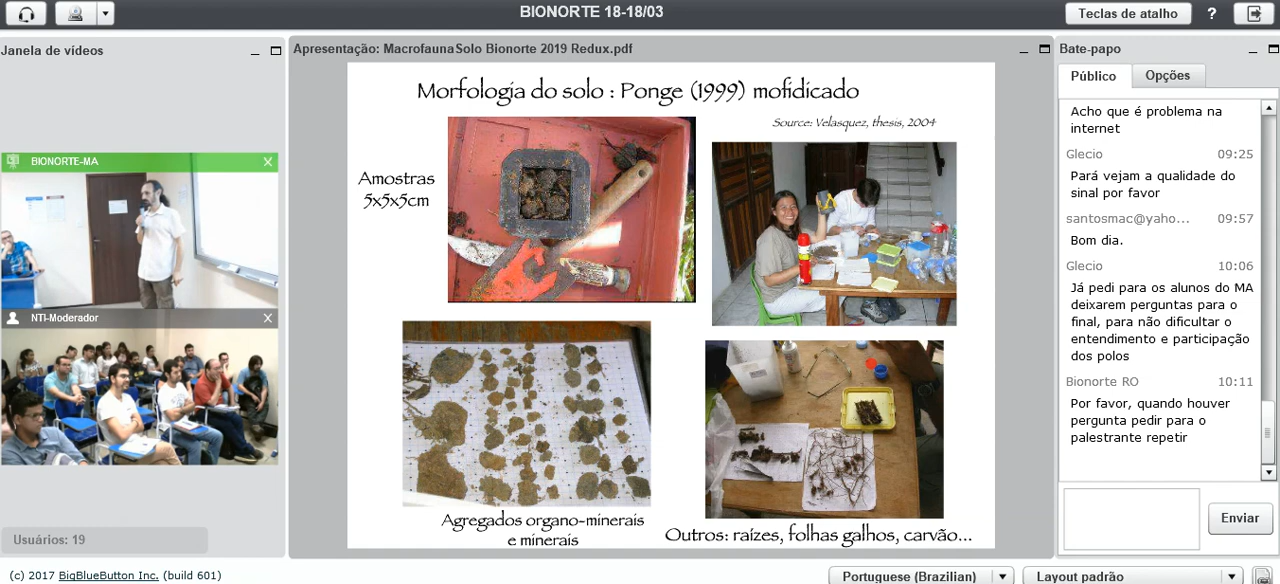 BIONORTE 18-18/03
Teclas de atalho
?
Janela de vídeos
BIONORTE-MA
X
NTI-Moderador
X
Usuários: 19
Apresentação: MacrofaunaSolo Bionorte 2019 Redux.pdf
Morfologia do solo : Ponge (1999) mofidicado
Source: Velasquez, thesis, 2004
Amostras
5x5x5cm
Agregados organo-minerais
e minerais
Outros: raízes, folhas galhos, carvão...
Bate-papo
Público
Opções
Acho que é problema na
internet
Glecio 09:25
Pará vejam a qualidade do
sinal por favor
santosmac@yaho... 09:57
Bom dia.
Glecio 10:06
Já pedi para os alunos do MA
deixarem perguntas para o
final, para não dificultar o
entendimento e participação
dos polos
Bionorte RO 10:11
Por favor, quando houver
pergunta pedir para o
palestrante repetir
Enviar
(c) 2017 BigBlueButton Inc. (build 601)
Portuguese (Brazilian)
Layout padrão